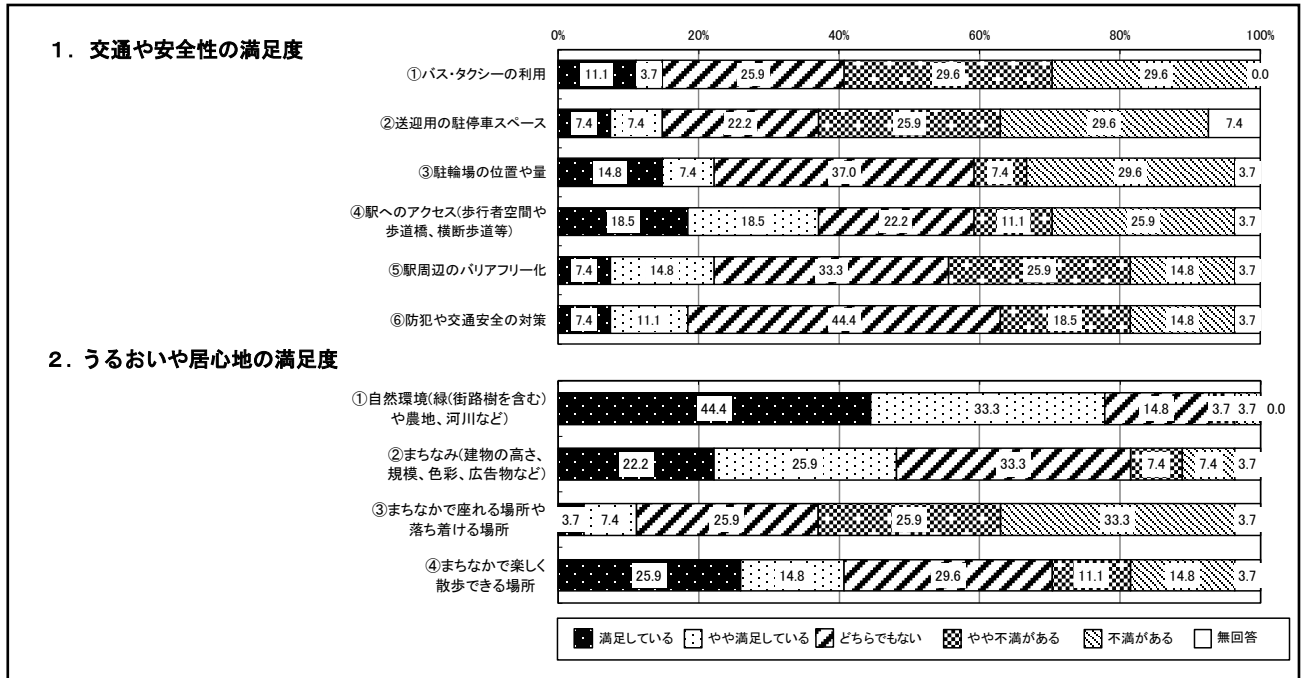 1. 交通や安全性の満足度
0% 20% 40% 60% 80% 100%
①バス・タクシーの利用 11.1 3.7 25.9 29.6 29.6 0.0
②送迎用の駐停車スペース 7.4 7.4 22.2 25.9 29.6 7.4
③駐輪場の位置や量 14.8 7.4 37.0 7.4 29.6 3.7
④駅へのアクセス(歩行者空間や
歩道橋、横断歩道等) 18.5 18.5 22.2 11.1 25.9 3.7
⑤駅周辺のバリアフリー化 7.4 14.8 33.3 25.9 14.8 3.7
⑥防犯や交通安全の対策 7.4 11.1 44.4 18.5 14.8 3.7
2. うるおいや居心地の満足度
①自然環境(緑(街路樹を含む)
や農地、河川など) 44.4 33.3 14.8 3.7 3.7 0.0
②まちなみ(建物の高さ、
規模、色彩、広告物など) 22.2 25.9 33.3 7.4 7.4 3.7
③まちなかで座れる場所や
落ち着ける場所 3.7 7.4 25.9 25.9 33.3 3.7
④まちなかで楽しく
散歩できる場所 25.9 14.8 29.6 11.1 14.8 3.7
満足している やや満足している どちらでもない やや不満がある 不満がある 無回答